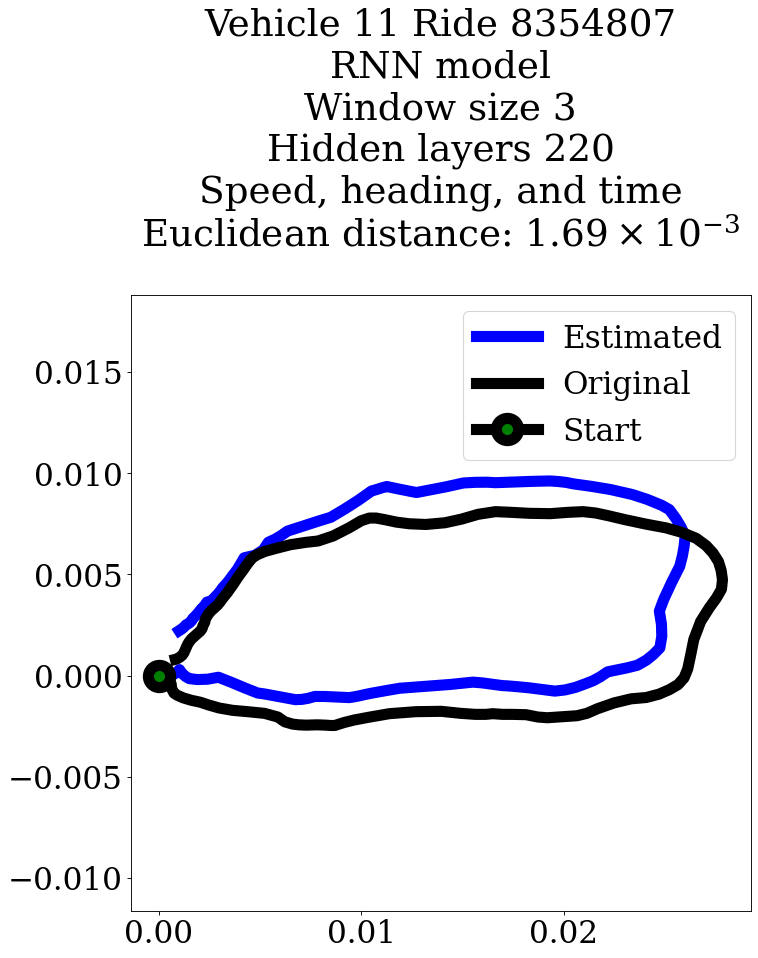 Vehicle 11 Ride 8354807
RNN model
Window size 3
Hidden layers 220
Speed, heading, and time
Euclidean distance: 1.69 × 10⁻³
Estimated
Original
Start
0.015
0.010
0.005
0.000
−0.005
−0.010
0.00 0.01 0.02